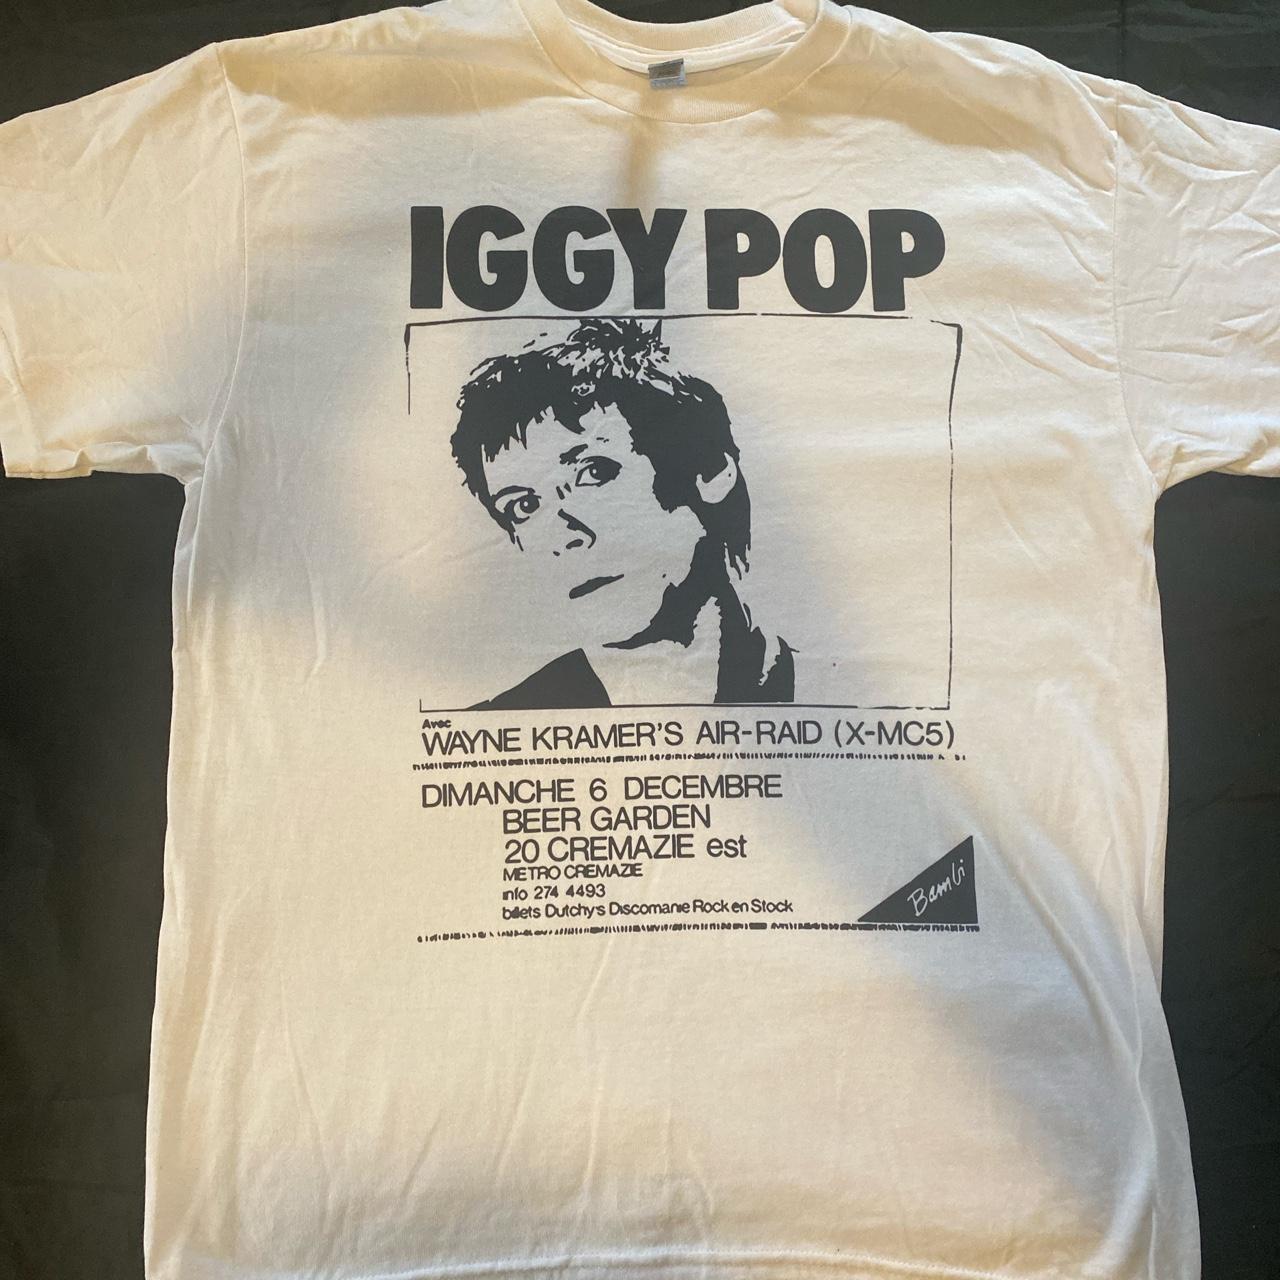 IGGY POP
Avec
WAYNE KRAMER'S AIR-RAID (X-MC5)
DIMANCHE 6 DECEMBRE
BEER GARDEN
20 CREMAZIE est
METRO CREMAZIE
info 274 4493
billets Dutchy's Discomanie Rock en Stock
Bambi